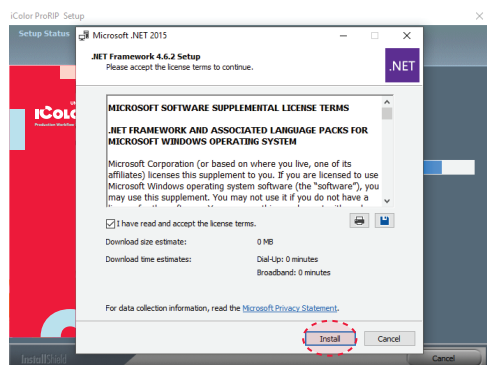 iColor ProRIP Setup
Setup Status
Microsoft .NET 2015
.NET Framework 4.6.2 Setup
Please accept the license terms to continue.
.NET
MICROSOFT SOFTWARE SUPPLEMENTAL LICENSE TERMS
.NET FRAMEWORK AND ASSOCIATED LANGUAGE PACKS FOR
MICROSOFT WINDOWS OPERATING SYSTEM
Microsoft Corporation (or based on where you live, one of its
affiliates) licenses this supplement to you. If you are licensed to use
Microsoft Windows operating system software (the “software”), you
may use this supplement. You may not use it if you do not have a
I have read and accept the license terms.
Download size estimate: 0 MB
Download time estimates: Dial-Up: 0 minutes
Broadband: 0 minutes
For data collection information, read the Microsoft Privacy Statement.
Install
Cancel
InstallShield
Cancel